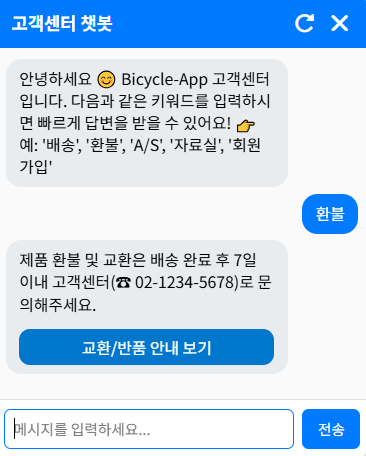 고객센터 챗봇
안녕하세요 😊 Bicycle-App 고객센터
입니다. 다음과 같은 키워드를 입력하시
면 빠르게 답변을 받을 수 있어요! 👉
예: '배송', '환불', 'A/S', '자료실', '회원
가입'
환불
제품 환불 및 교환은 배송 완료 후 7일
이내 고객센터(☎ 02-1234-5678)로 문
의해주세요.
교환/반품 안내 보기
메시지를 입력하세요...
전송